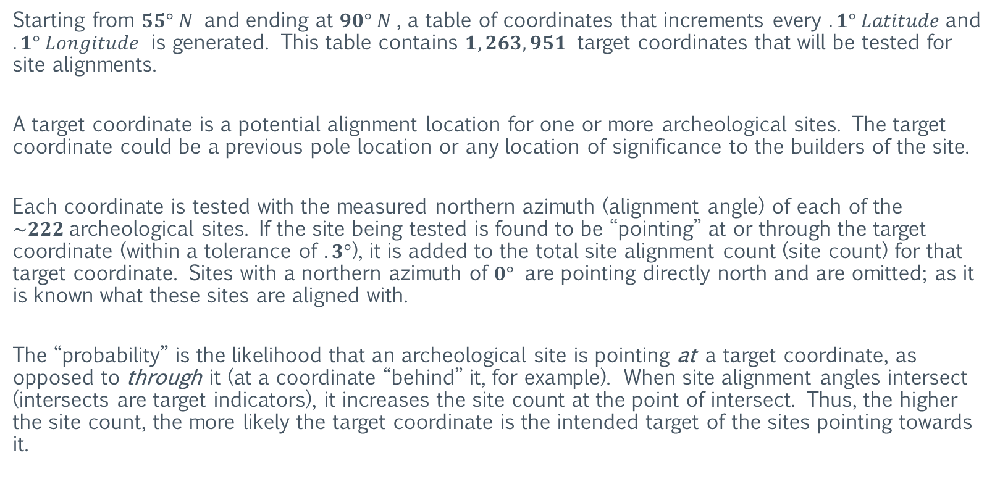 Starting from 55° N and ending at 90° N , a table of coordinates that increments every .1° Latitude and
.1° Longitude is generated. This table contains 1,263,951 target coordinates that will be tested for
site alignments.
A target coordinate is a potential alignment location for one or more archeological sites. The target
coordinate could be a previous pole location or any location of significance to the builders of the site.
Each coordinate is tested with the measured northern azimuth (alignment angle) of each of the
~222 archeological sites. If the site being tested is found to be “pointing” at or through the target
coordinate (within a tolerance of .3°), it is added to the total site alignment count (site count) for that
target coordinate. Sites with a northern azimuth of 0° are pointing directly north and are omitted; as it
is known what these sites are aligned with.
The “probability” is the likelihood that an archeological site is pointing at a target coordinate, as
opposed to through it (at a coordinate “behind” it, for example). When site alignment angles intersect
(intersects are target indicators), it increases the site count at the point of intersect. Thus, the higher
the site count, the more likely the target coordinate is the intended target of the sites pointing towards
it.